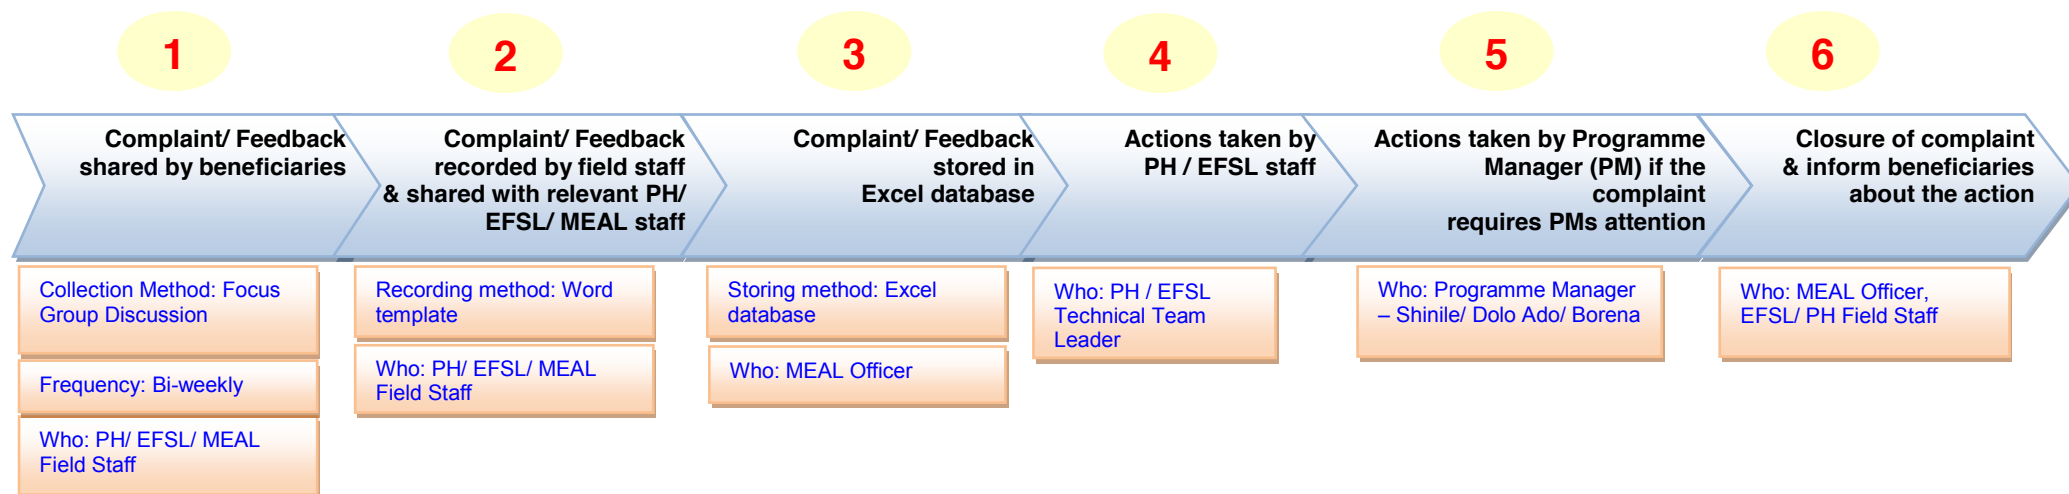 1
Complaint/ Feedback
shared by beneficiaries
Collection Method: Focus
Group Discussion
Frequency: Bi-weekly
Who: PH/ EFSL/ MEAL
Field Staff
2
Complaint/ Feedback
recorded by field staff
& shared with relevant PH/
EFSL/ MEAL staff
Recording method: Word
template
Who: PH/ EFSL/ MEAL
Field Staff
3
Complaint/ Feedback
stored in
Excel database
Storing method: Excel
database
Who: MEAL Officer
4
Actions taken by
PH / EFSL staff
Who: PH / EFSL
Technical Team
Leader
5
Actions taken by Programme
Manager (PM) if the
complaint
requires PMs attention
Who: Programme Manager
– Shinile/ Dolo Ado/ Borena
6
Closure of complaint
& inform beneficiaries
about the action
Who: MEAL Officer,
EFSL/ PH Field Staff